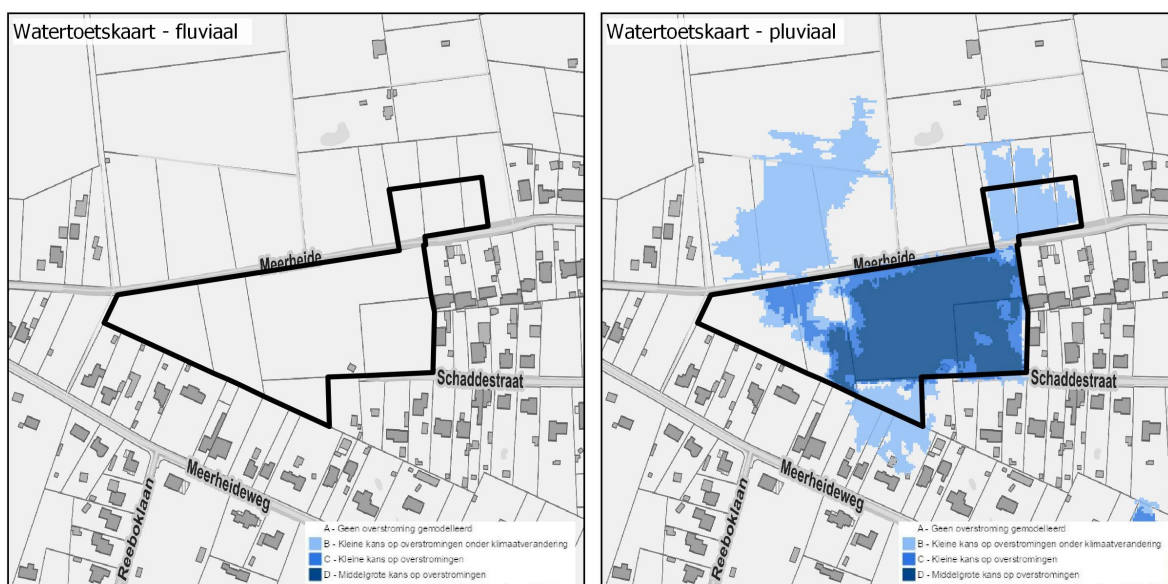 Watertoetskaart - fluviaal
Meerheide
Schaddestraat
Meerheideweg
Reeboklaan
A - Geen overstroming gemodelleerd
B - Kleine kans op overstromingen onder klimaatverandering
C - Kleine kans op overstromingen
D - Middelgrote kans op overstromingen
Watertoetskaart - pluviaal
Meerheide
Schaddestraat
Meerheideweg
Reeboklaan
A - Geen overstroming gemodelleerd
B - Kleine kans op overstromingen onder klimaatverandering
C - Kleine kans op overstromingen
D - Middelgrote kans op overstromingen